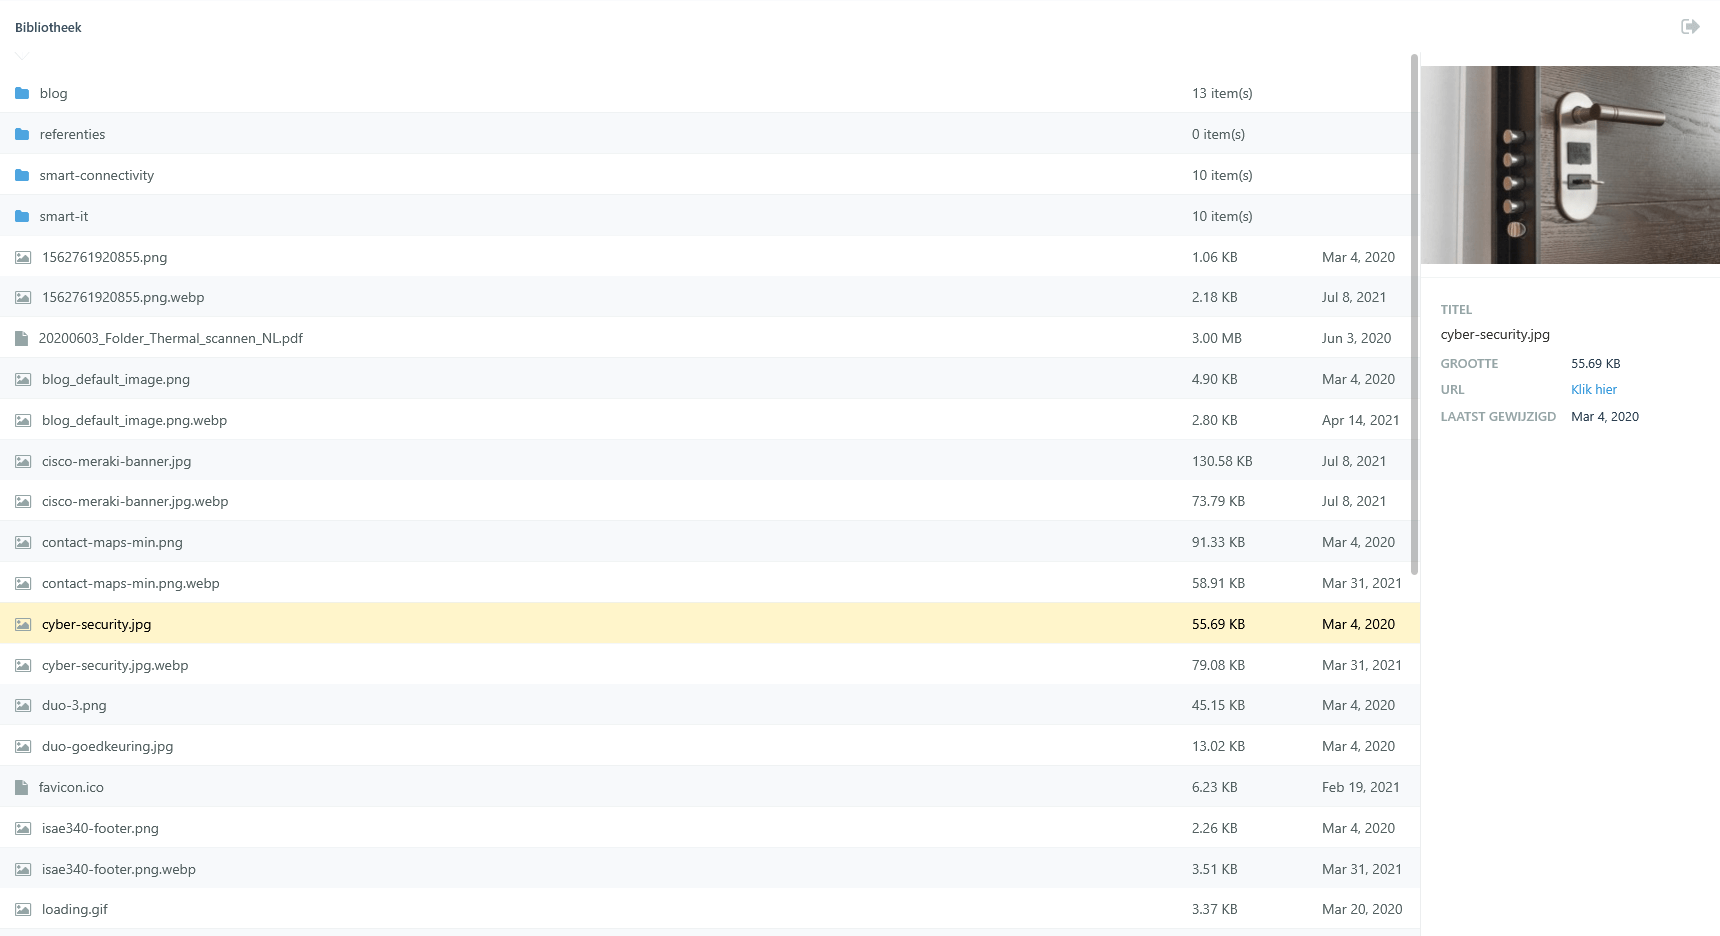 Bibliotheek
blog 13 item(s)
referenties 0 item(s)
smart-connectivity 10 item(s)
smart-it 10 item(s)
1562761920855.png 1.06 KB Mar 4, 2020
1562761920855.png.webp 2.18 KB Jul 8, 2021
20200603_Folder_Thermal_scannen_NL.pdf 3.00 MB Jun 3, 2020
blog_default_image.png 4.90 KB Mar 4, 2020
blog_default_image.png.webp 2.80 KB Apr 14, 2021
cisco-meraki-banner.jpg 130.58 KB Jul 8, 2021
cisco-meraki-banner.jpg.webp 73.79 KB Jul 8, 2021
contact-maps-min.png 91.33 KB Mar 4, 2020
contact-maps-min.png.webp 58.91 KB Mar 31, 2021
cyber-security.jpg 55.69 KB Mar 4, 2020
cyber-security.jpg.webp 79.08 KB Mar 31, 2021
duo-3.png 45.15 KB Mar 4, 2020
duo-goedkeuring.jpg 13.02 KB Mar 4, 2020
favicon.ico 6.23 KB Feb 19, 2021
isae340-footer.png 2.26 KB Mar 4, 2020
isae340-footer.png.webp 3.51 KB Mar 31, 2021
loading.gif 3.37 KB Mar 20, 2020
TITEL
cyber-security.jpg
GROOTTE 55.69 KB
URL Klik hier
LAATST GEWIJZIGD Mar 4, 2020